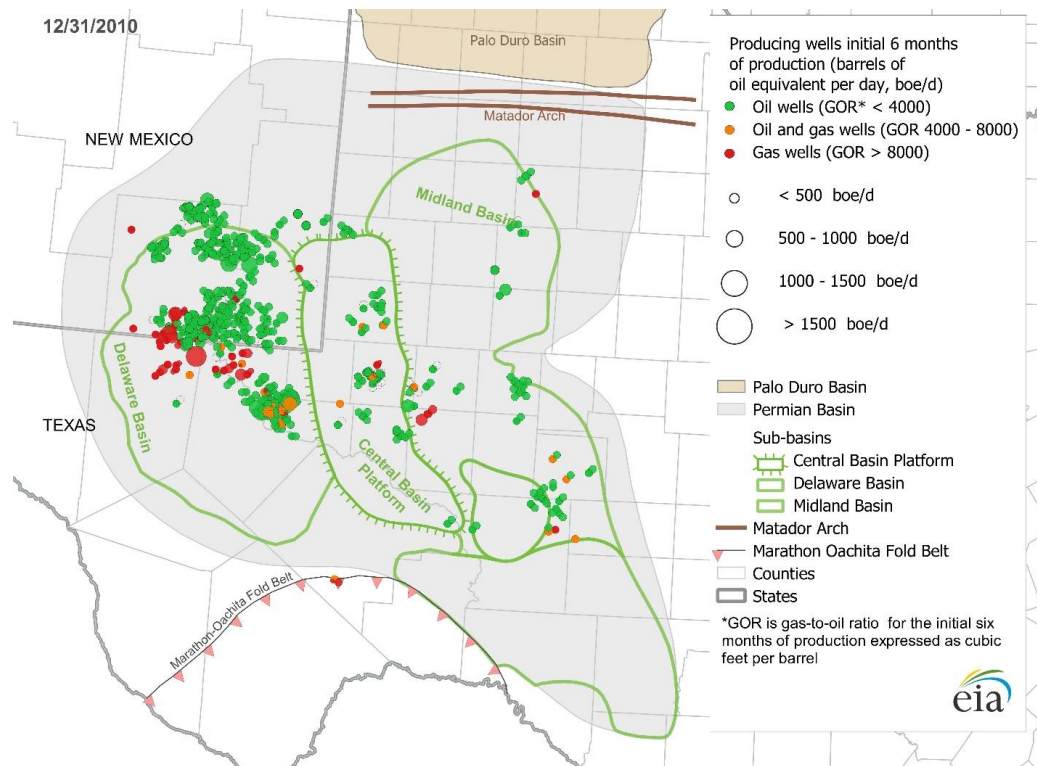 12/31/2010
Palo Duro Basin
Matador Arch
NEW MEXICO
Midland Basin
Delaware Basin
TEXAS
Central Basin
Platform
Marathon-Oachita Fold Belt
Producing wells initial 6 months
of production (barrels of
oil equivalent per day, boe/d)
Oil wells (GOR* < 4000)
Oil and gas wells (GOR 4000 - 8000)
Gas wells (GOR > 8000)
< 500 boe/d
500 - 1000 boe/d
1000 - 1500 boe/d
> 1500 boe/d
Palo Duro Basin
Permian Basin
Sub-basins
Central Basin Platform
Delaware Basin
Midland Basin
Matador Arch
Marathon Oachita Fold Belt
Counties
States
*GOR is gas-to-oil ratio for the initial six
months of production expressed as cubic
feet per barrel
eia